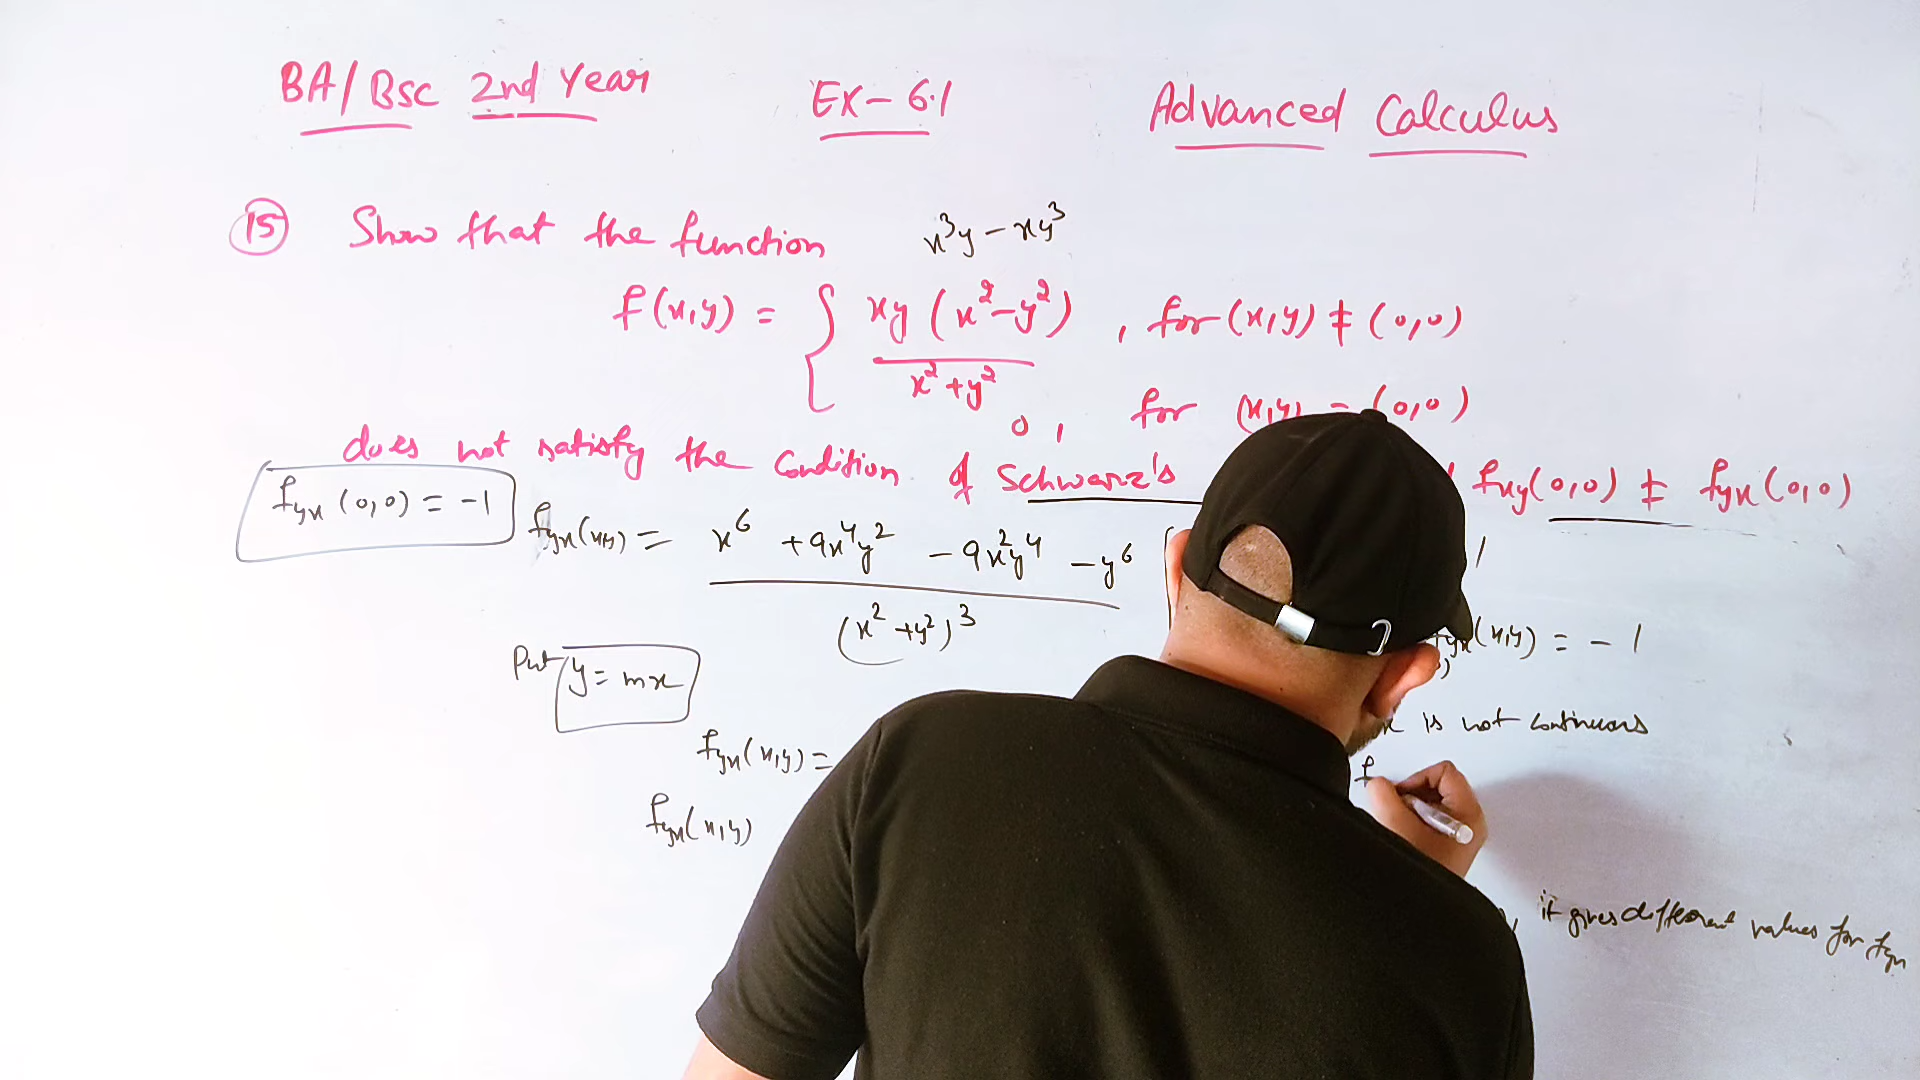 BA/BSc 2nd Year
EX-6.1
Advanced Calculus
(15) Show that the function
x³y - xy³
f(x,y) = { xy(x²-y²) , for (x,y) ≠ (0,0)
x²+y²
0, for (x,y) = (0,0)
does not satisfy the condition of Schwarz's fxy(0,0) ≠ fyx(0,0)
fyx(0,0) = -1
fyx(x,y) = x⁶ + 9x⁴y² - 9x²y⁴ - y⁶
(x²+y²)³
fyx(x,y) = -1
Put y = mx
is not continuous
fyx(x,y) =
f
fyx(x,y)
it gives different values for fyx